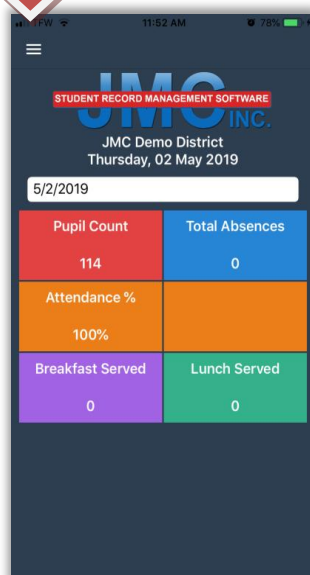 TFW 11:52 AM 78%
JMC
STUDENT RECORD MANAGEMENT SOFTWARE
INC.
JMC Demo District
Thursday, 02 May 2019
5/2/2019
Pupil Count Total Absences
114 0
Attendance %
100%
Breakfast Served Lunch Served
0 0